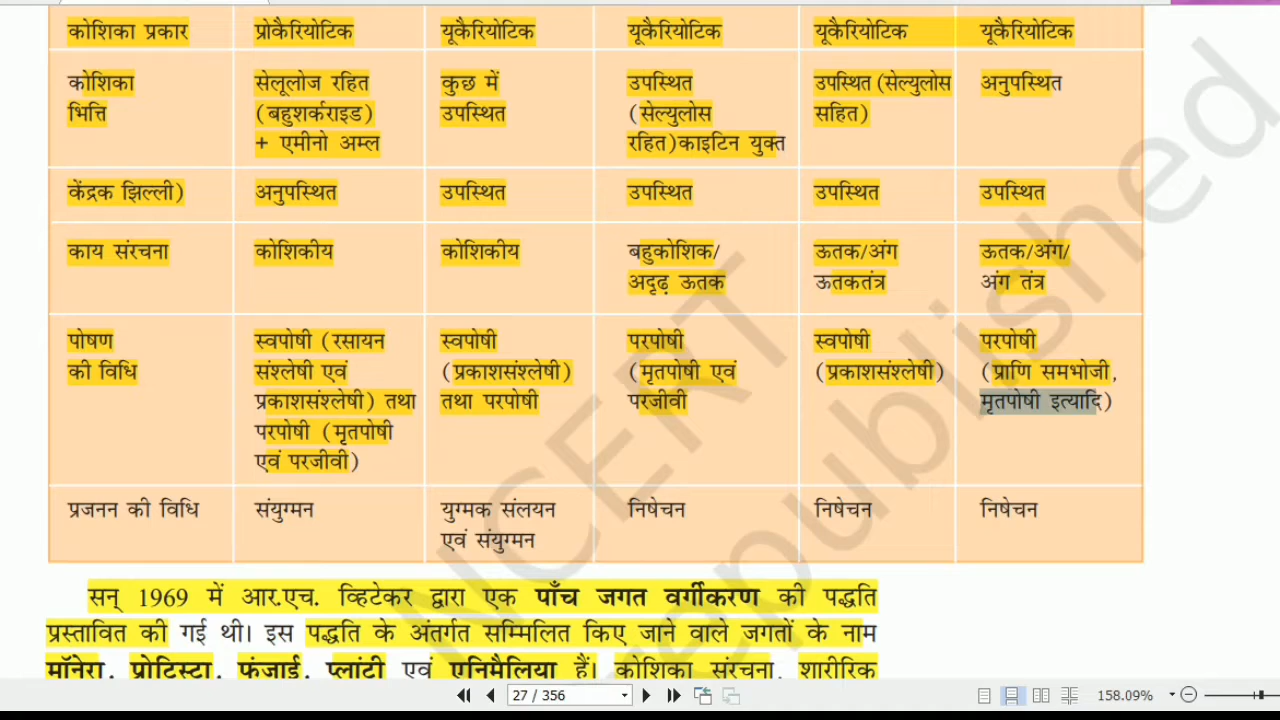 कोशिका प्रकार प्रोकैरियोटिक यूकैरियोटिक यूकैरियोटिक यूकैरियोटिक यूकैरियोटिक
कोशिका सेलूलोज रहित कुछ में उपस्थित उपस्थित (सेल्युलोस अनुपस्थित
भित्ति (बहुशर्कराइड) उपस्थित (सेल्युलोस सहित)
+ एमीनो अम्ल रहित)काइटिन युक्त
केंद्रक झिल्ली) अनुपस्थित उपस्थित उपस्थित उपस्थित उपस्थित
काय संरचना कोशिकीय कोशिकीय बहुकोशिक/ ऊतक/अंग ऊतक/अंग/
अदृढ़ ऊतक ऊतकतंत्र अंग तंत्र
पोषण स्वपोषी (रसायन स्वपोषी परपोषी स्वपोषी परपोषी
की विधि संश्लेषी एवं (प्रकाशसंश्लेषी) (मृतपोषी एवं (प्रकाशसंश्लेषी) (प्राणि समभोजी,
प्रकाशसंश्लेषी) तथा तथा परपोषी परजीवी मृतपोषी इत्यादि)
परपोषी (मृतपोषी
एवं परजीवी)
प्रजनन की विधि संयुग्मन युग्मक संलयन निषेचन निषेचन निषेचन
एवं संयुग्मन
सन् 1969 में आर.एच. व्हिटेकर द्वारा एक पाँच जगत वर्गीकरण की पद्धति
प्रस्तावित की गई थी। इस पद्धति के अंतर्गत सम्मिलित किए जाने वाले जगतों के नाम
मॉनेरा, प्रोटिस्टा, फंजाई, प्लांटी एवं एनिमैलिया हैं। कोशिका संरचना, शारीरिक
NCERT
republished
27 / 356 158.09%